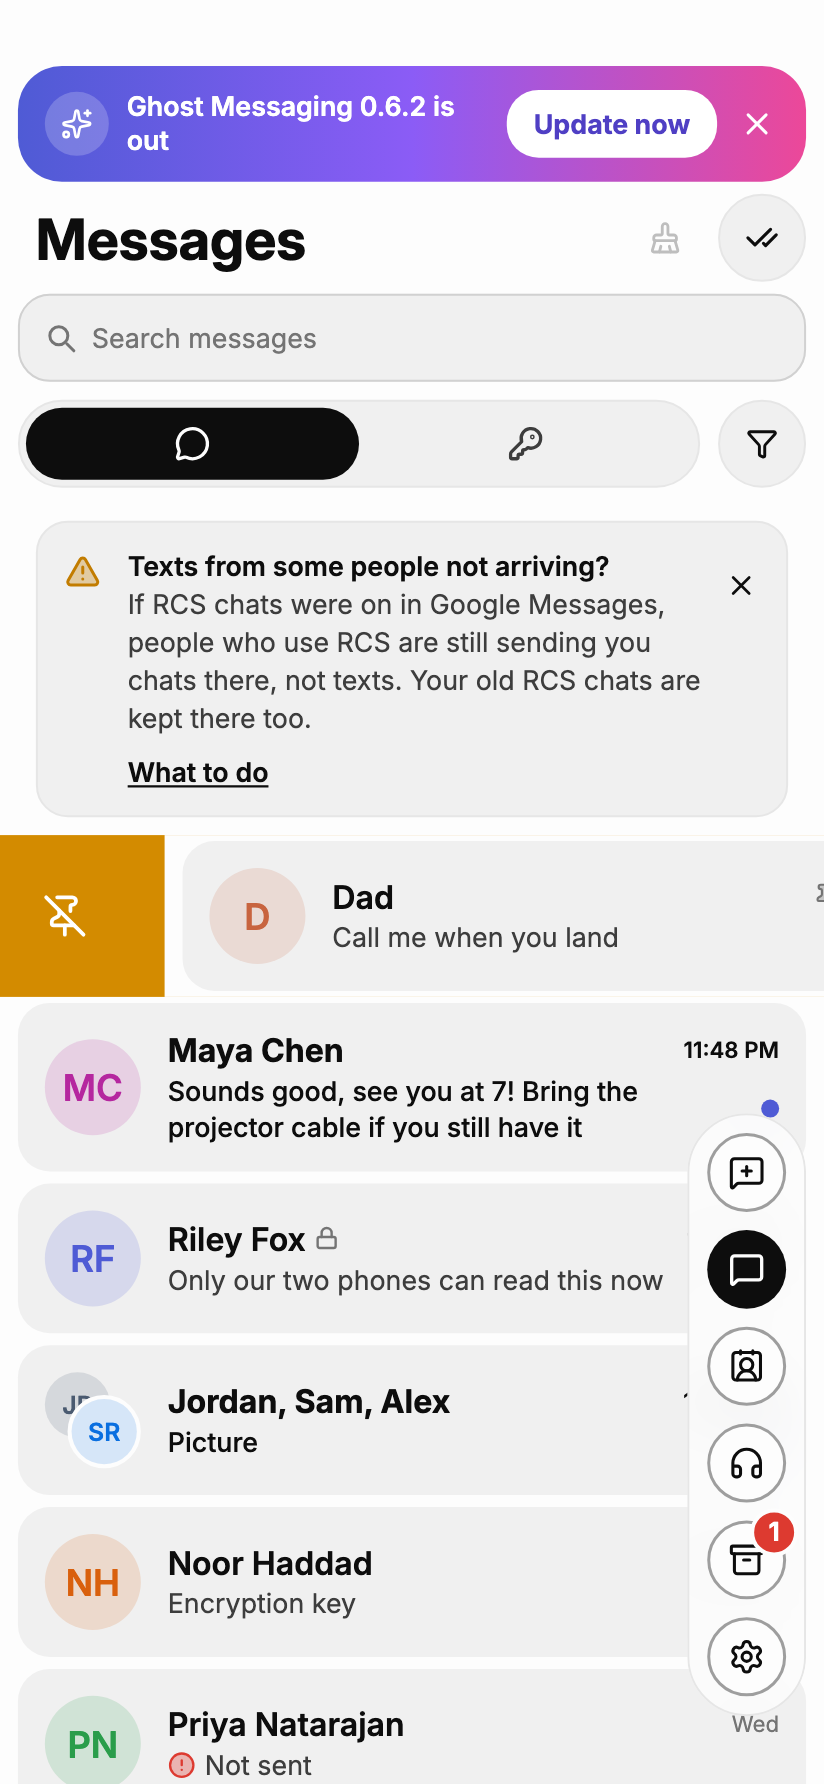 Ghost Messaging 0.6.2 is
out
Update now
Messages
Search messages
Texts from some people not arriving?
If RCS chats were on in Google Messages,
people who use RCS are still sending you
chats there, not texts. Your old RCS chats are
kept there too.
What to do
D
Dad
Call me when you land
MC
Maya Chen
11:48 PM
Sounds good, see you at 7! Bring the
projector cable if you still have it
RF
Riley Fox
Only our two phones can read this now
SR
Jordan, Sam, Alex
Picture
NH
Noor Haddad
Encryption key
1
PN
Priya Natarajan
Wed
Not sent